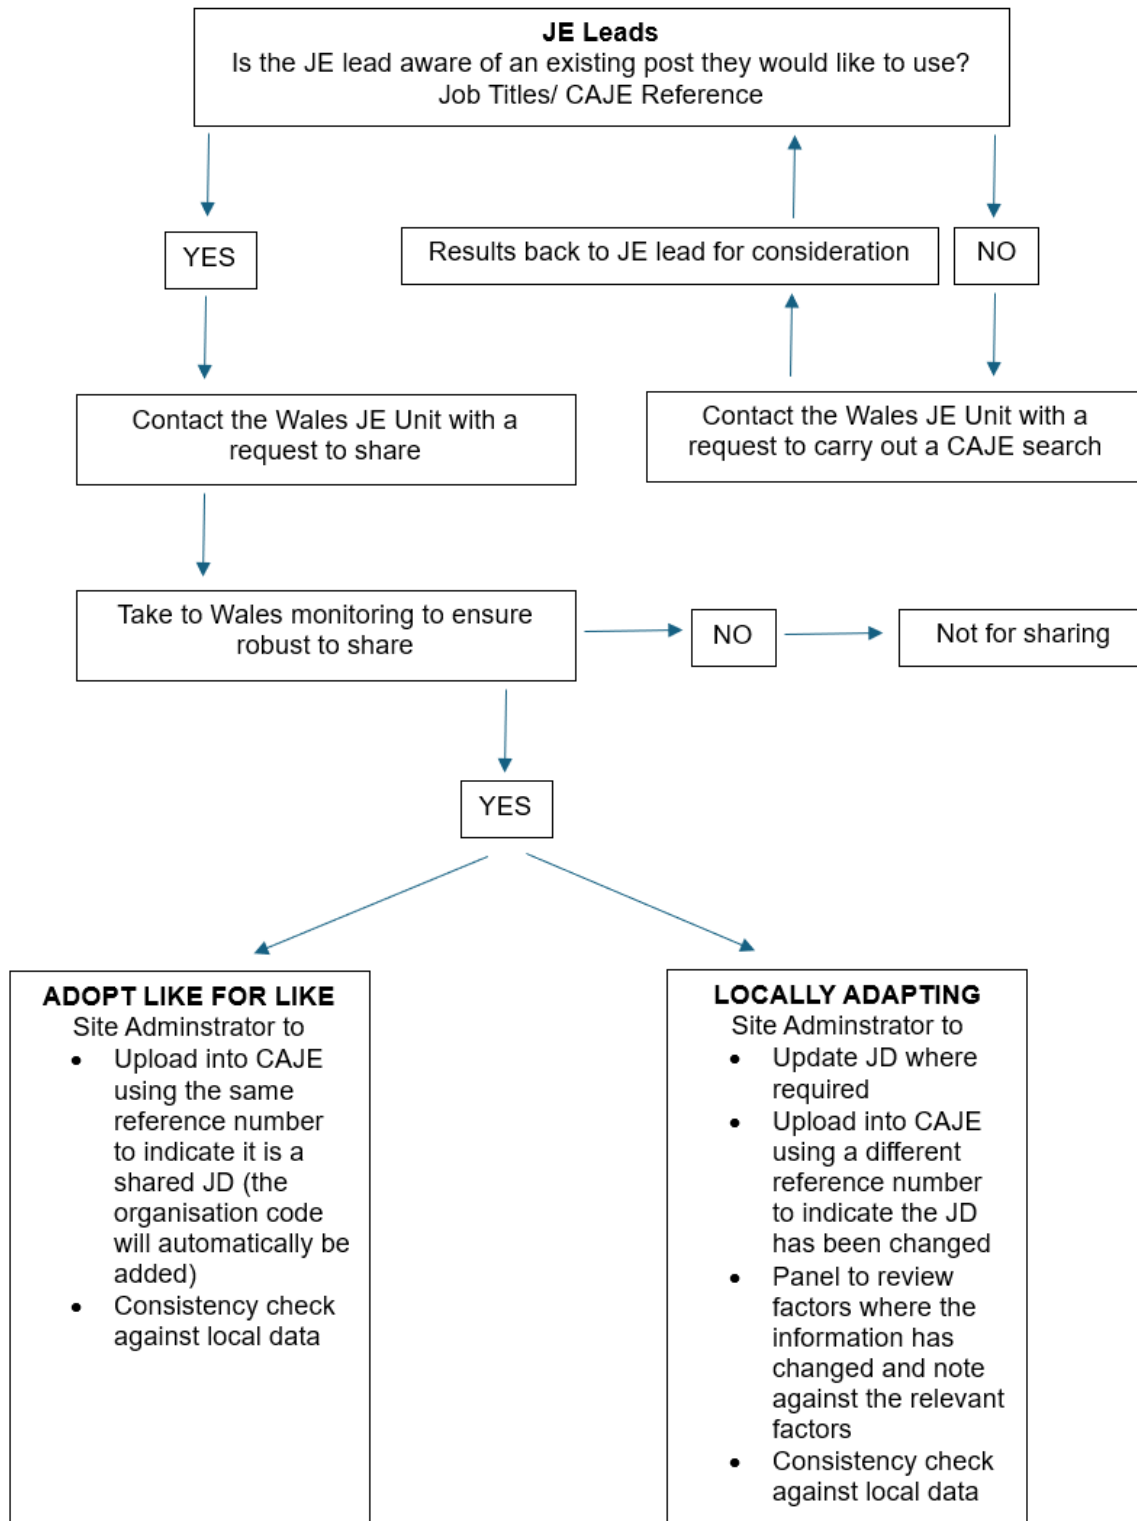 JE Leads
Is the JE lead aware of an existing post they would like to use?
Job Titles/ CAJE Reference
YES
Results back to JE lead for consideration
NO
Contact the Wales JE Unit with a
request to share
Contact the Wales JE Unit with a
request to carry out a CAJE search
Take to Wales monitoring to ensure
robust to share
NO
Not for sharing
YES
ADOPT LIKE FOR LIKE
Site Adminstrator to
• Upload into CAJE
using the same
reference number
to indicate it is a
shared JD (the
organisation code
will automatically be
added)
• Consistency check
against local data
LOCALLY ADAPTING
Site Adminstrator to
• Update JD where
required
• Upload into CAJE
using a different
reference number
to indicate the JD
has been changed
• Panel to review
factors where the
information has
changed and note
against the relevant
factors
• Consistency check
against local data